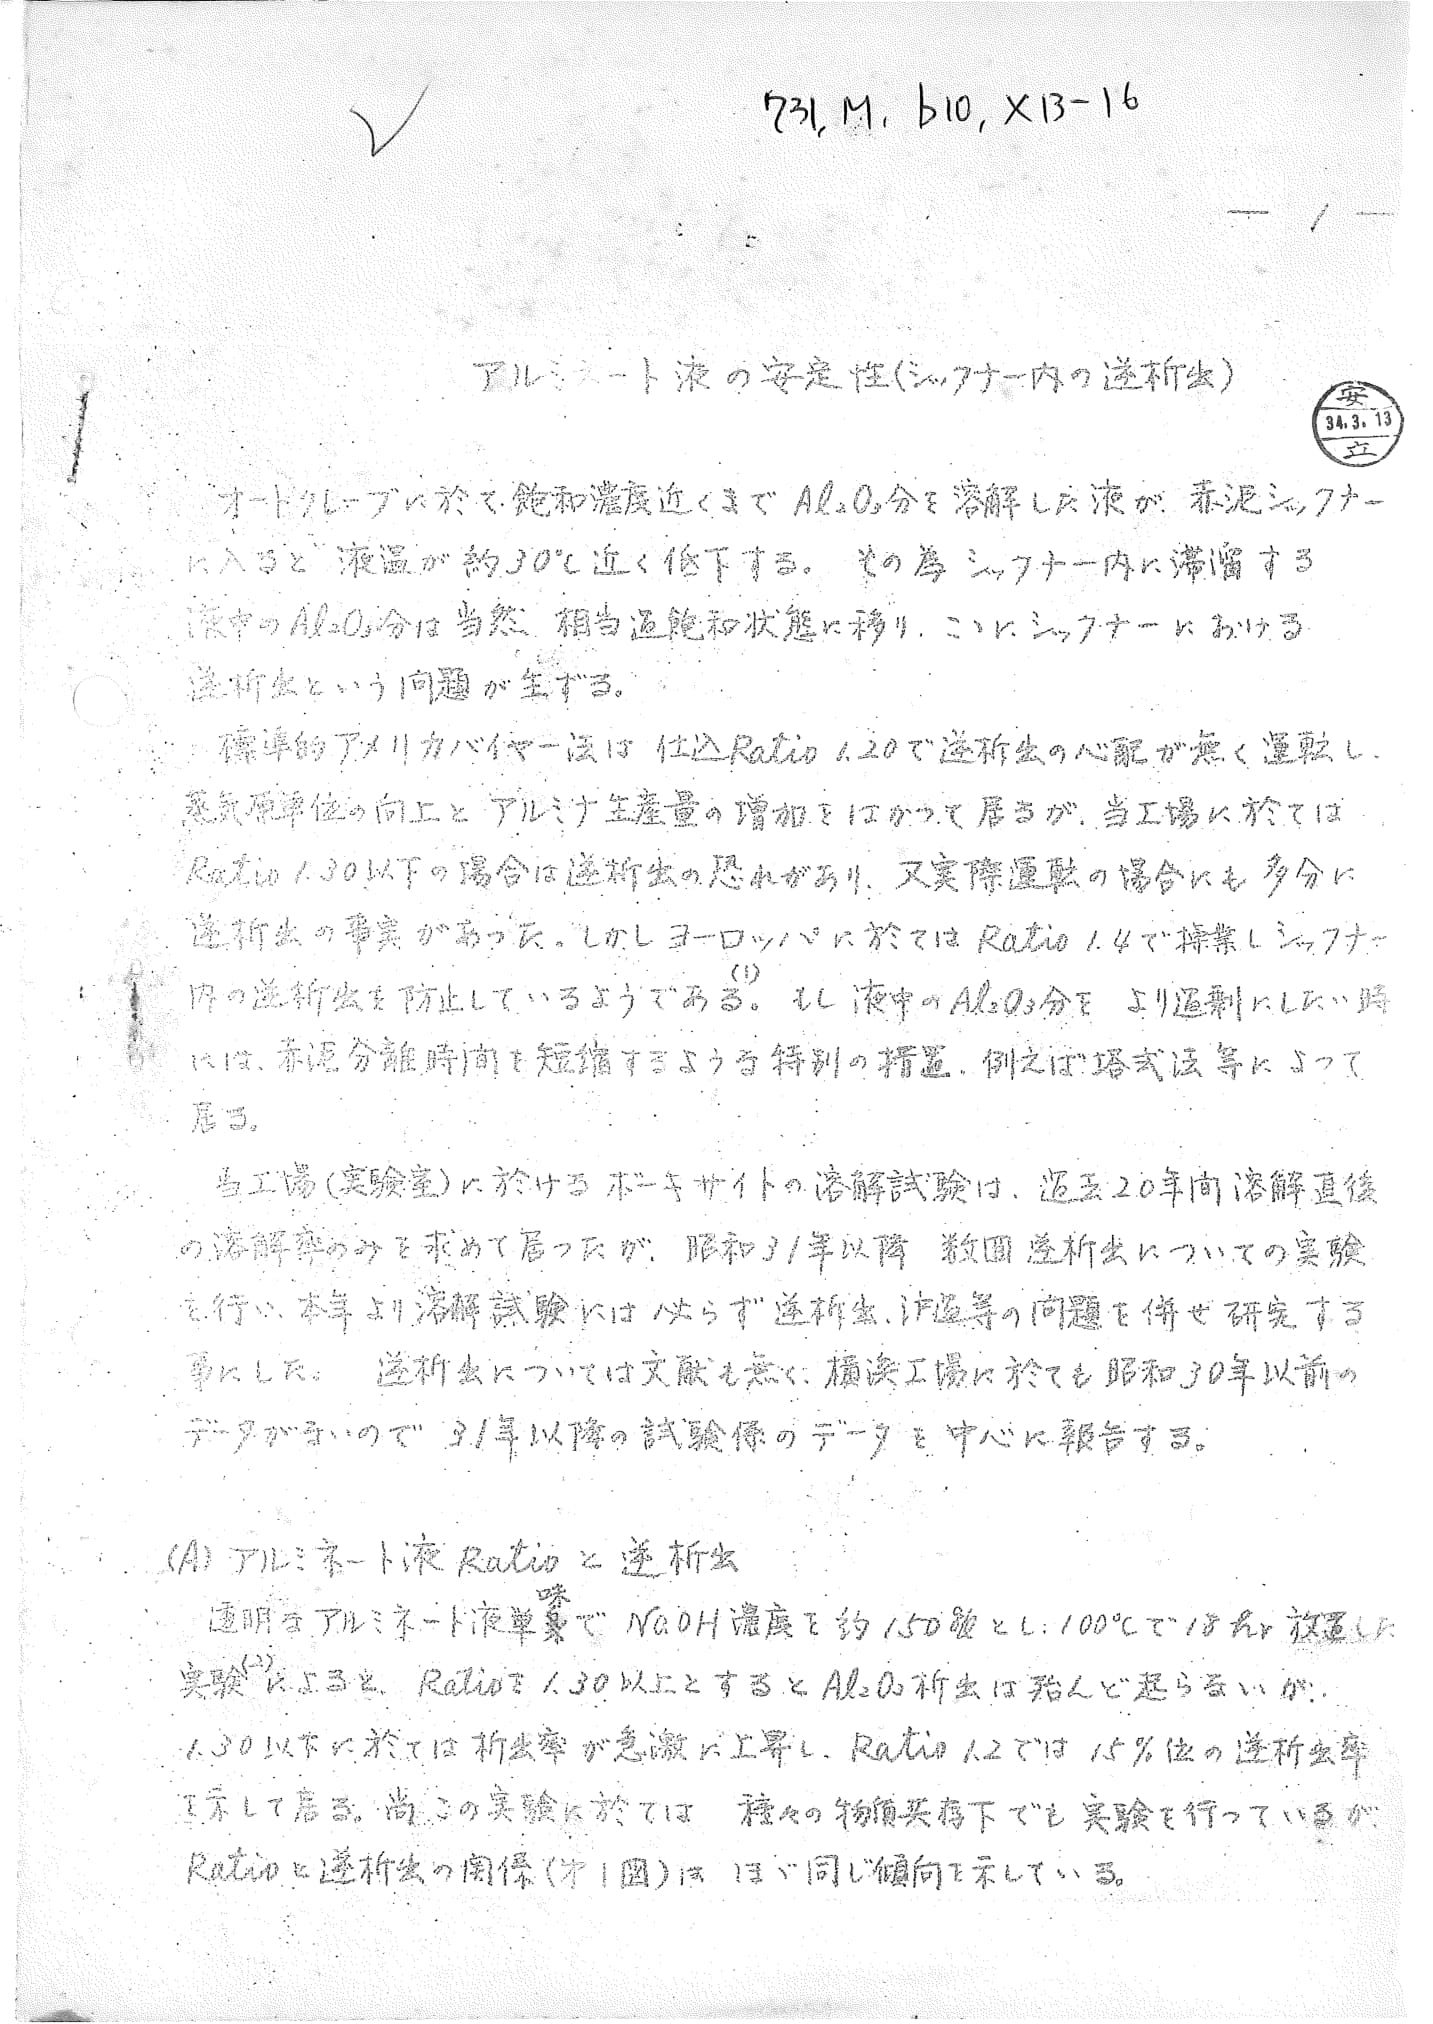 731, M. b10, X13-16
— 1 —
アルミネート液の安定性(シックナー内の逆析出)
安
34.3.13
立
オートクレーブに於て飽和濃度近くまでAl₂O₃分を溶解した液が、赤泥シックナー
に入ると液温が約30℃近く低下する。その為シックナー内に滞溜する
液中のAl₂O₃分は当然、相当過飽和状態に移り、こゝにシックナーにおける
逆析出という問題が生ずる。
標準的アメリカバイヤー法は仕込Ratio 1.20で逆析出の心配が無く運転し、
蒸気原単位の向上とアルミナ生産量の増加をはかって居るが、当工場に於ては
Ratio 1.30以下の場合は逆析出の恐れがあり、又実際運転の場合にも多分に
逆析出の事実があった。しかしヨーロッパに於てはRatio 1.4で操業しシックナー
内の逆析出を防止しているようである(1)。もし液中のAl₂O₃分をより過剰にしたい時
には、赤泥分離時間を短縮するような特別の措置、例えば塔式法等によって
居る。
当工場(実験室)に於けるボーキサイトの溶解試験は、過去20年間溶解直後
の溶解率のみを求めて居ったが、昭和31年以降 数回逆析出についての実験
を行い、本年より溶解試験には必らず逆析出、沪過等の問題を併せ研究する
事にした。 逆析出については文献も無く、横浜工場に於ても昭和30年以前の
データがないので 31年以降の試験係のデータを中心に報告する。
(A) アルミネート液Ratioと逆析出
透明なアルミネート液単味でNaOH濃度を約150%とし、100℃で18hr放置した
実験(2)によると、Ratioを1.30以上とするとAl₂O₃析出は殆んど起らないが、
1.30以下に於ては析出率が急激に上昇し、Ratio 1.2では15%位の逆析出率
を示して居る。尚この実験に於ては 種々の物質共存下でも実験を行っているが
Ratioと逆析出の関係(才1図)はほゞ同じ傾向を示している。